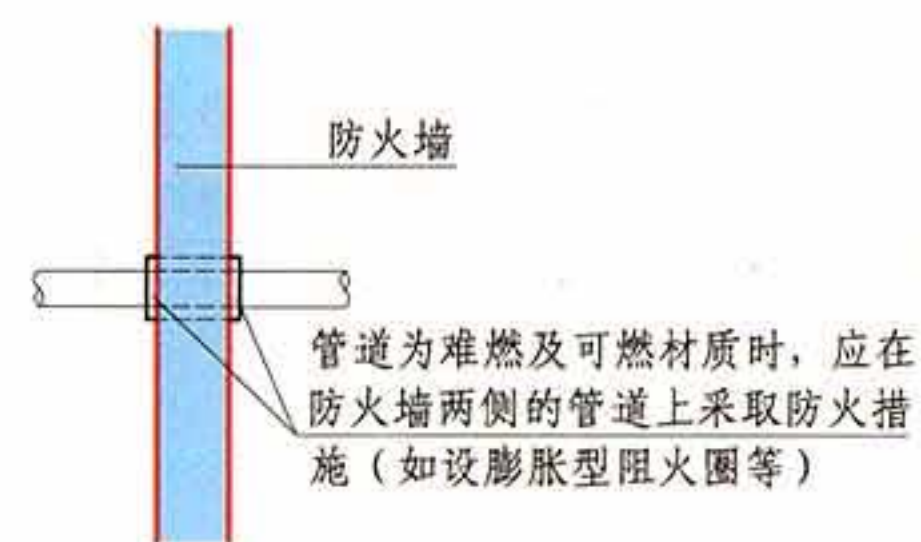 防火墙
管道为难燃及可燃材质时，应在
防火墙两侧的管道上采取防火措
施（如设膨胀型阻火圈等）